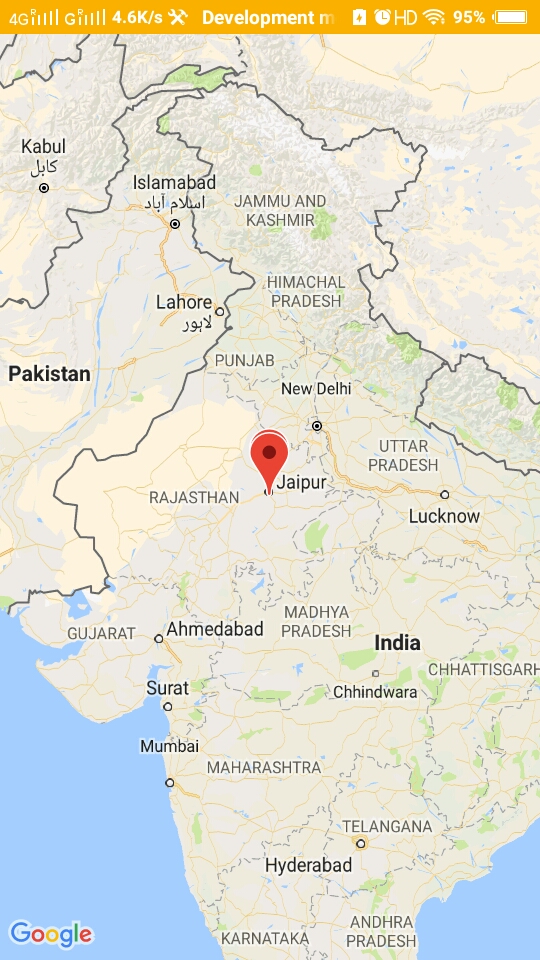 4G G 4.6K/s Development m HD 95%
Kabul
كابل
Islamabad
اسلام آباد
JAMMU AND
KASHMIR
HIMACHAL
PRADESH
Lahore
لاہور
PUNJAB
Pakistan
New Delhi
UTTAR
PRADESH
Jaipur
RAJASTHAN
Lucknow
MADHYA
PRADESH
Ahmedabad
GUJARAT
India
CHHATTISGARH
Surat
Chhindwara
Mumbai
MAHARASHTRA
TELANGANA
Hyderabad
Google
KARNATAKA
ANDHRA
PRADESH